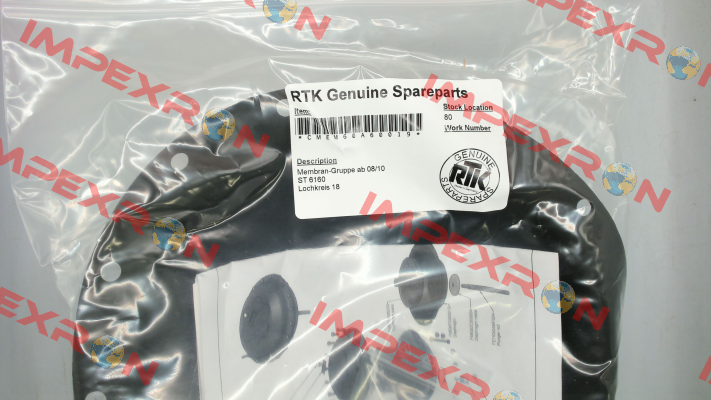 RTK Genuine Spareparts
Item:
Stock Location
80
Work Number
Description
Membran-Gruppe ab 08/10
ST 6160
Lochkreis 18
GENUINE
RTK
SPAREPARTS
IMPEXRON